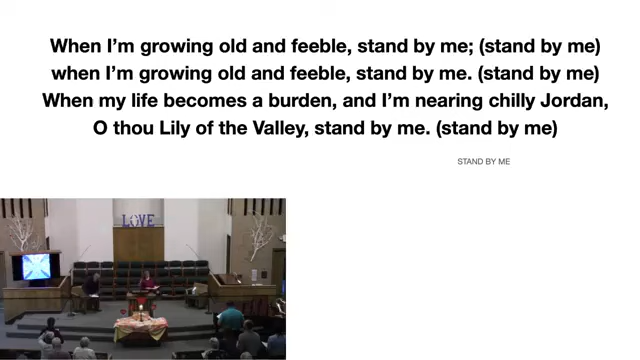 When I'm growing old and feeble, stand by me; (stand by me)
when I'm growing old and feeble, stand by me. (stand by me)
When my life becomes a burden, and I'm nearing chilly Jordan,
O thou Lily of the Valley, stand by me. (stand by me)
STAND BY ME
LOVE